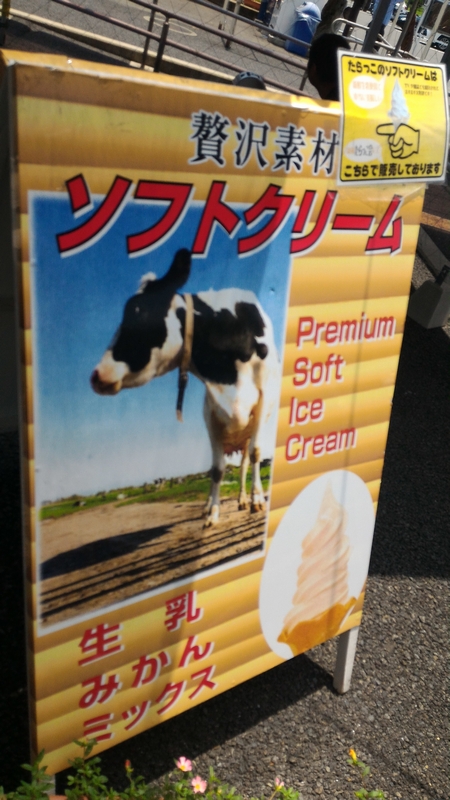 たらっこのソフトクリームは
こちらで販売しております
贅沢素材
ソフトクリーム
Premium
Soft
Ice
Cream
生乳
みかん
ミックス